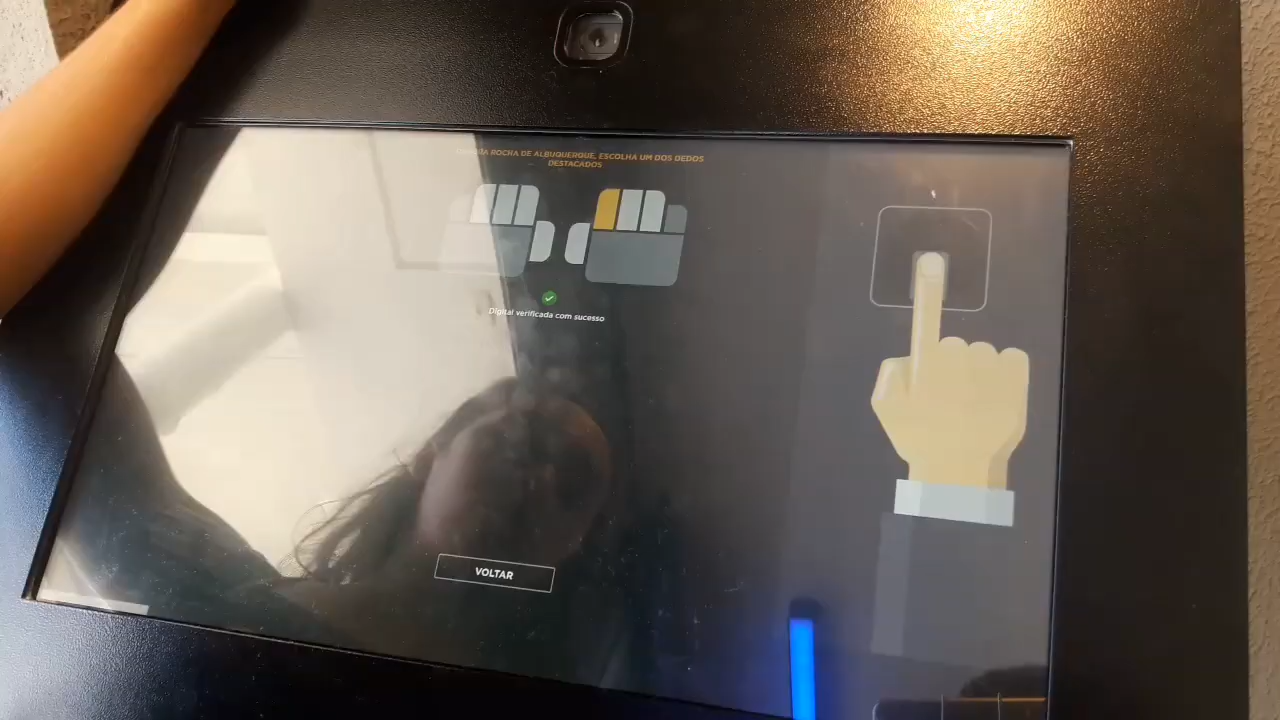 ROCHA DE ALBUQUERQUE, ESCOLHA UM DOS DEDOS
DESTACADOS
Digital verificada com sucesso
VOLTAR